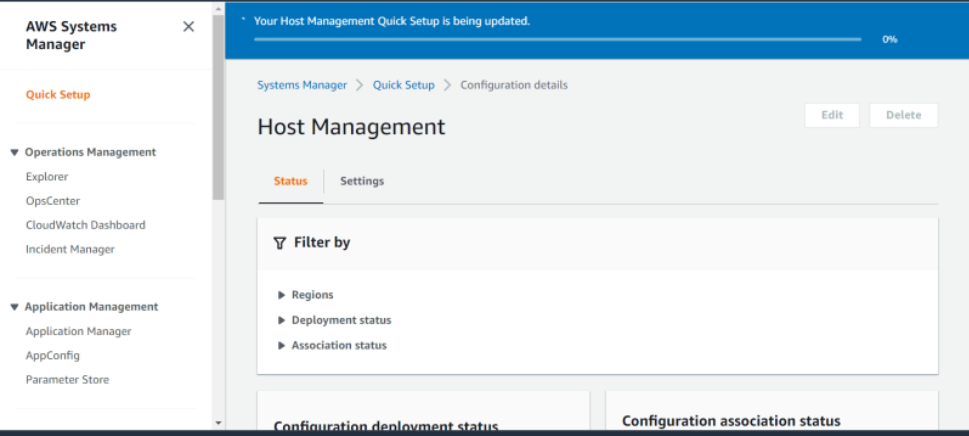 AWS Systems
Manager
Quick Setup
Operations Management
Explorer
OpsCenter
CloudWatch Dashboard
Incident Manager
Application Management
Application Manager
AppConfig
Parameter Store
Your Host Management Quick Setup is being updated.
0%
Systems Manager > Quick Setup > Configuration details
Host Management
Edit Delete
Status Settings
Filter by
Regions
Deployment status
Association status
Configuration deployment status
Configuration association status